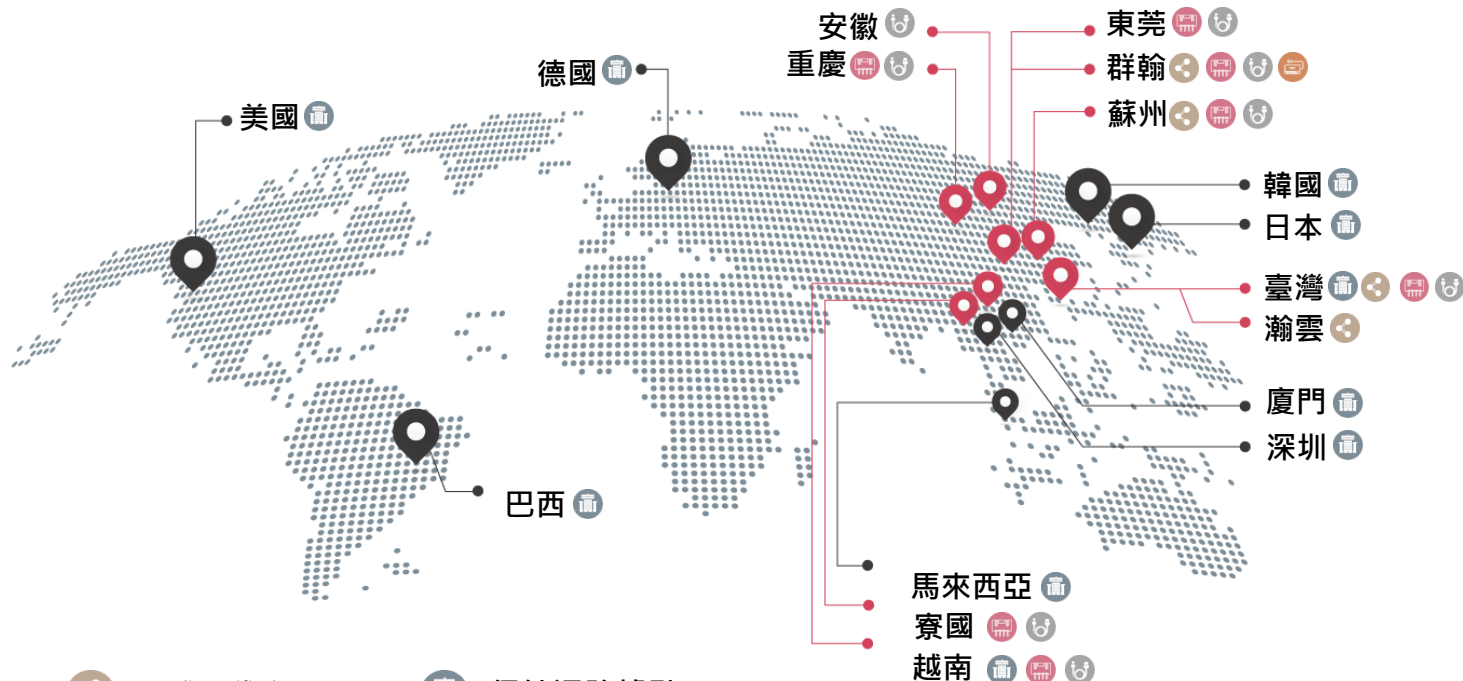 安徽
東莞
重慶
群翰
德國
蘇州
美國
韓國
日本
臺灣
瀚雲
廈門
深圳
巴西
馬來西亞
寮國
越南